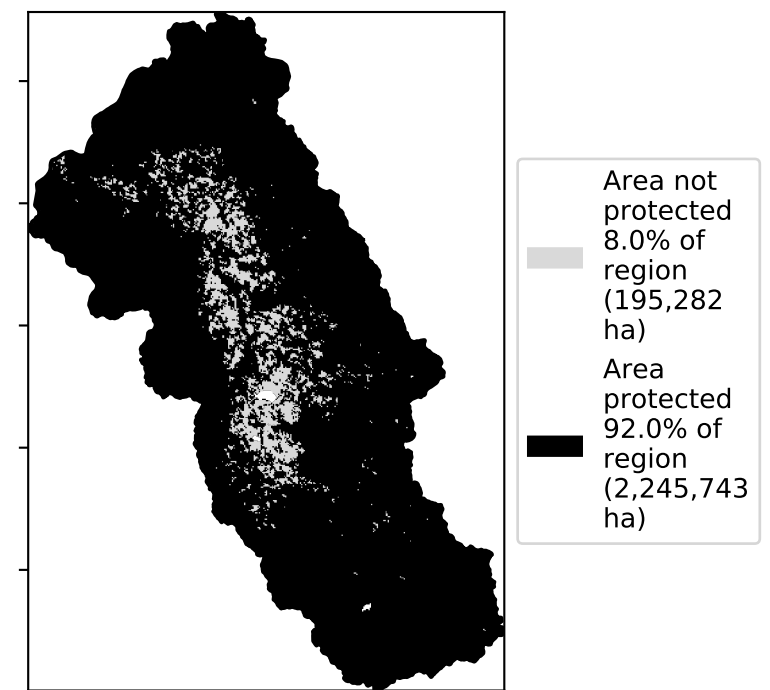 Area not
protected
8.0% of
region
(195,282
ha)
Area
protected
92.0% of
region
(2,245,743
ha)